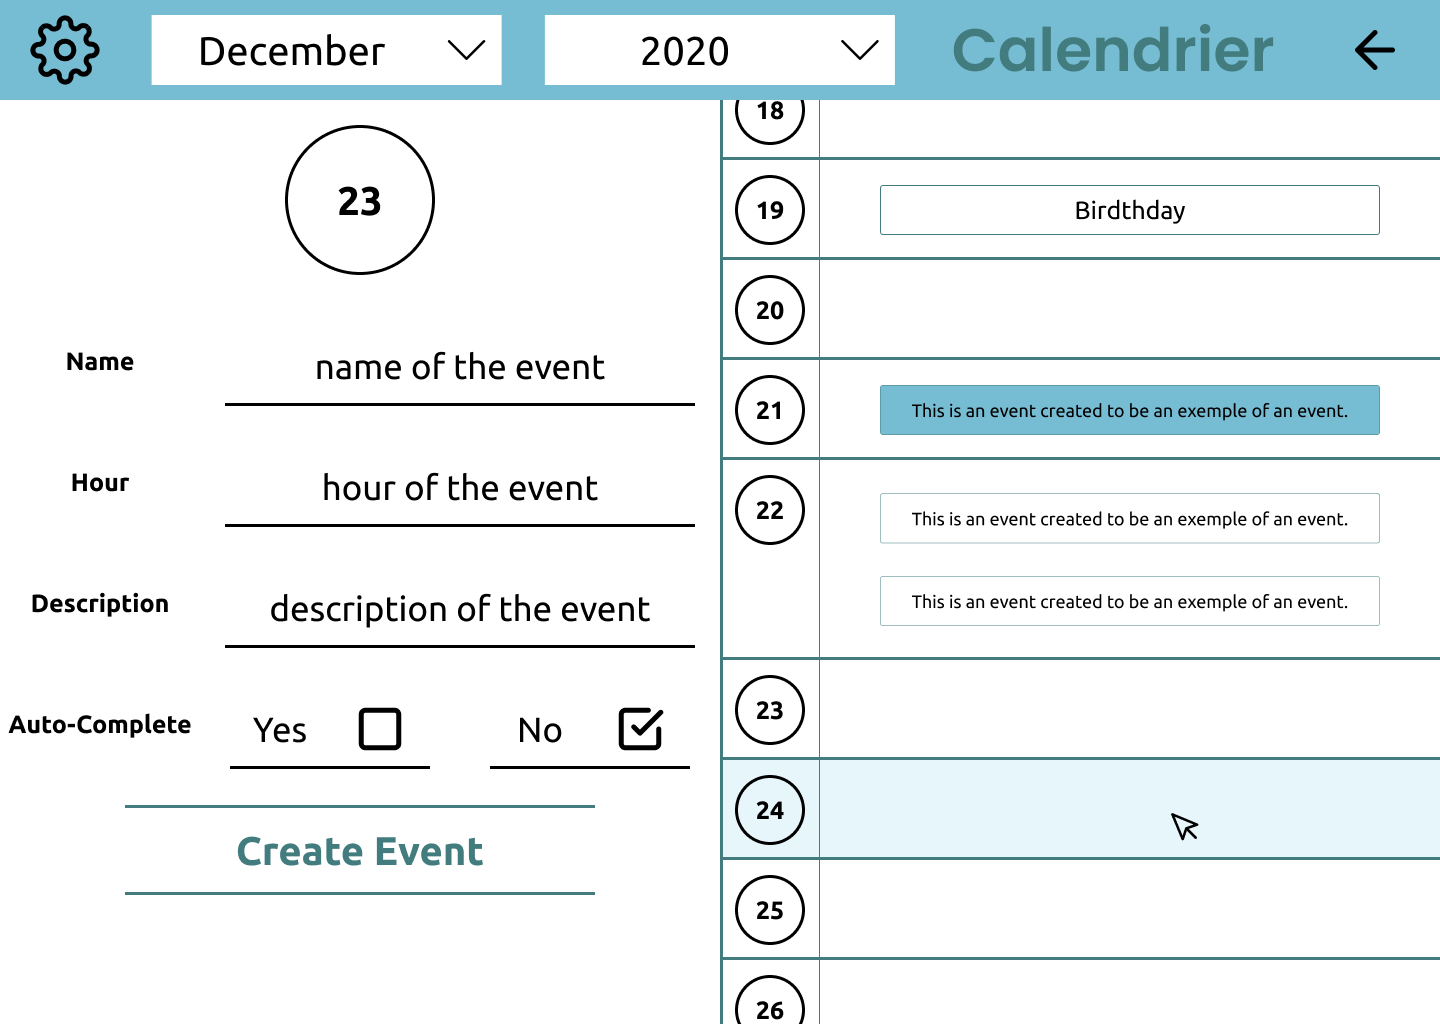 December
2020
Calendrier
23
Name
name of the event
Hour
hour of the event
Description
description of the event
Auto-Complete
Yes
No
Create Event
18
19
Birdthday
20
21
This is an event created to be an exemple of an event.
22
This is an event created to be an exemple of an event.
This is an event created to be an exemple of an event.
23
24
25
26